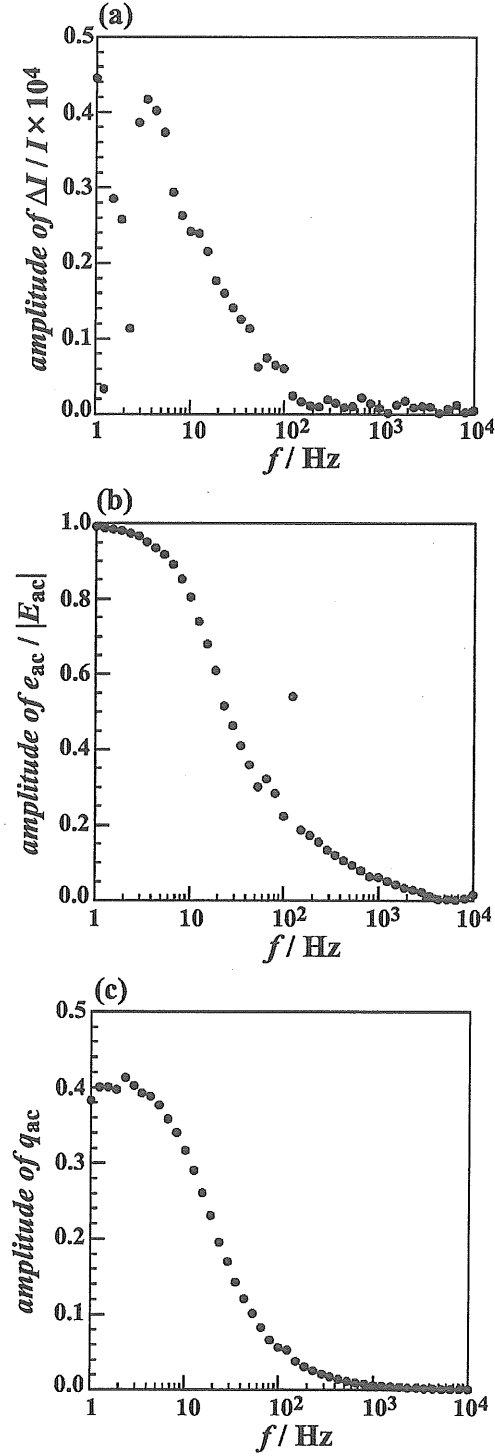 (a)
amplitude of ΔI / I × 10⁴
0.5
0.4
0.3
0.2
0.1
0.0
1 10 10² 10³ 10⁴
f / Hz
(b)
amplitude of e_ac / |E_ac|
1.0
0.8
0.6
0.4
0.2
0.0
1 10 10² 10³ 10⁴
f / Hz
(c)
amplitude of q_ac
0.5
0.4
0.3
0.2
0.1
0.0
1 10 10² 10³ 10⁴
f / Hz